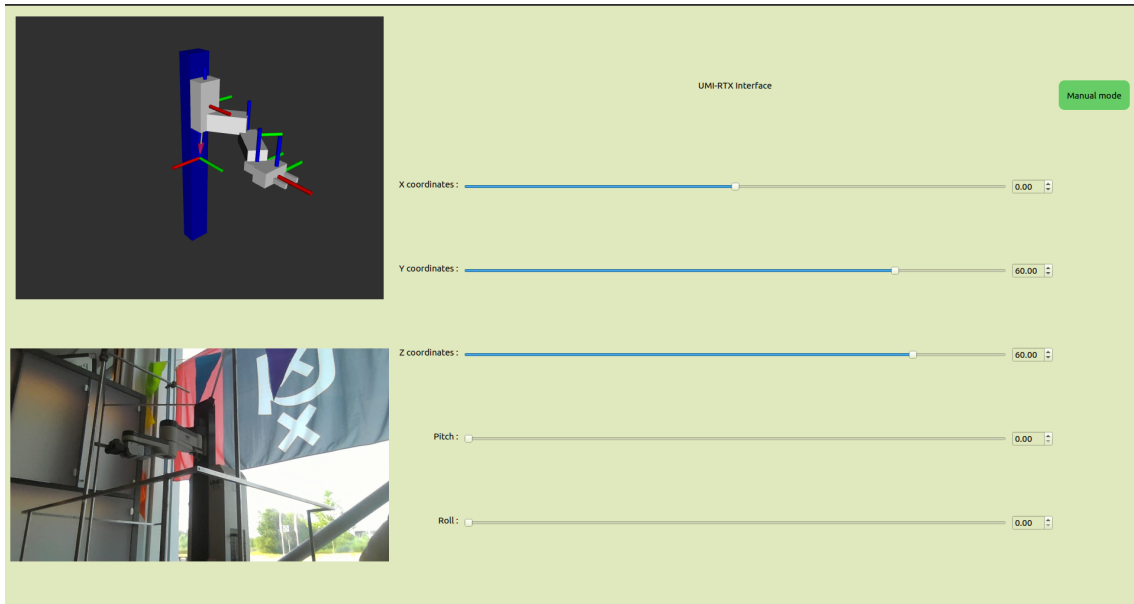 UMI-RTX Interface
Manual mode
X coordinates :
0.00
Y coordinates :
60.00
Z coordinates :
60.00
Pitch :
0.00
Roll :
0.00